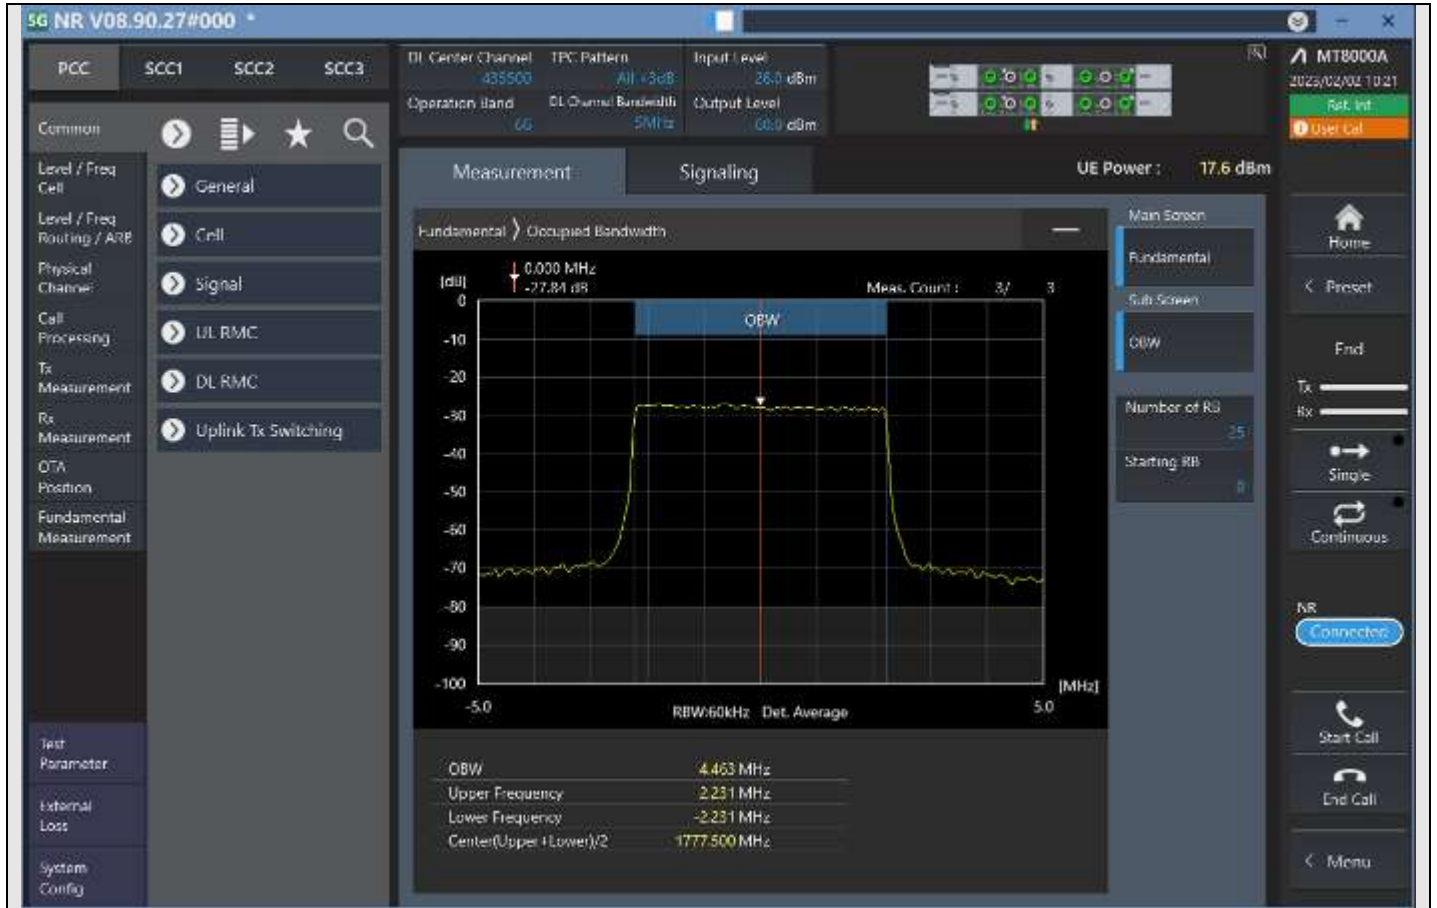 5G NR V08.90.27#000 *
PCC SCC1 SCC2 SCC3
DL Center Channel
435500
TPC Pattern
All +3dB
Input Level
26.0 dBm
Operation Band
66
DL Channel Bandwidth
5MHz
Output Level
dBm
MT8000A
2023/02/02 10:21
Ref. Int
User Cal
Common
Level / Freq
Cell
Level / Freq
Routing / ARB
Physical
Channel
Call
Processing
Tx
Measurement
Rx
Measurement
OTA
Position
Fundamental
Measurement
Test
Parameter
External
Loss
System
Config
General
Cell
Signal
UL RMC
DL RMC
Uplink Tx Switching
Measurement Signaling
UE Power : 17.6 dBm
Fundamental > Occupied Bandwidth
[dB]
0.000 MHz
-27.84 dB
Meas. Count : 3/ 3
OBW
0
-10
-20
-30
-40
-50
-60
-70
-80
-90
-100
[MHz]
-5.0 5.0
RBW:60kHz Det. Average
OBW 4.463 MHz
Upper Frequency 2.231 MHz
Lower Frequency -2.231 MHz
Center(Upper+Lower)/2 1777.500 MHz
Main Screen
Fundamental
Sub Screen
OBW
Number of RB
25
Starting RB
0
Home
< Preset
End
Tx
Rx
Single
Continuous
NR
Connected
Start Call
End Call
< Menu